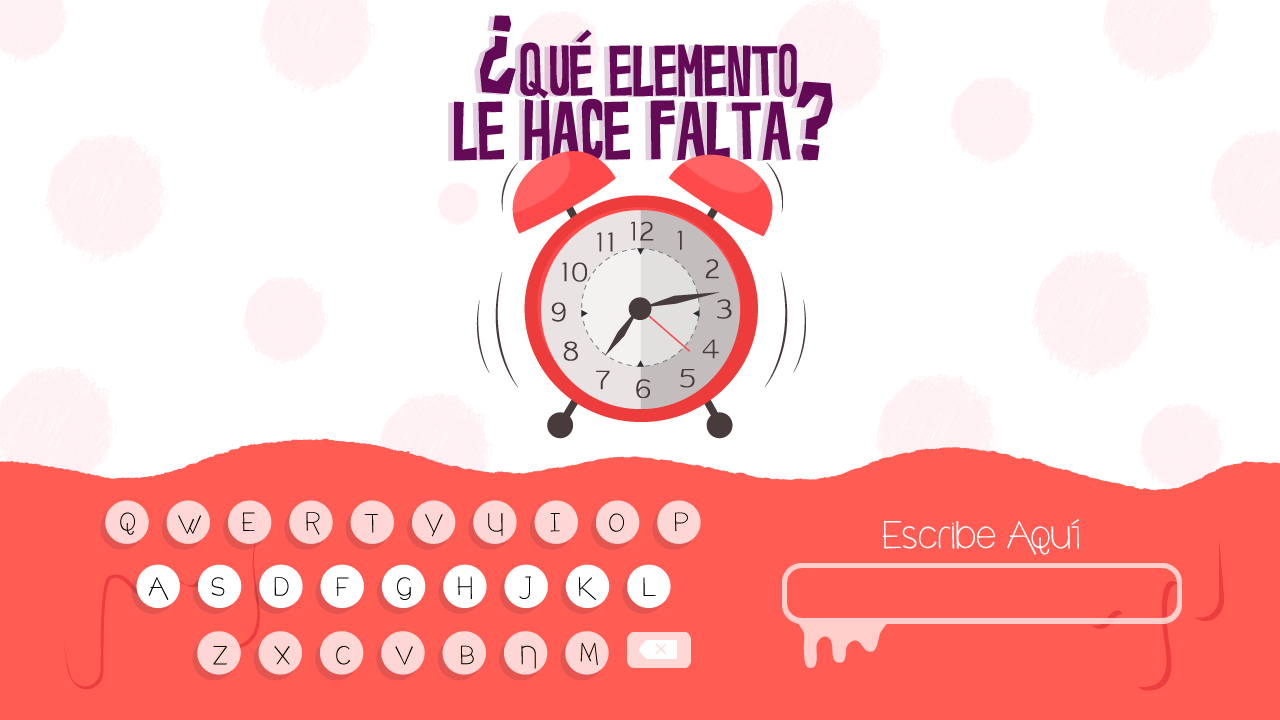 ¿QUÉ ELEMENTO
LE HACE FALTA?
12
11 1
10 2
9 3
8 4
7 5
6
Q W E R T Y U I O P
A S D F G H J K L
Z X C V B N M
Escribe Aquí